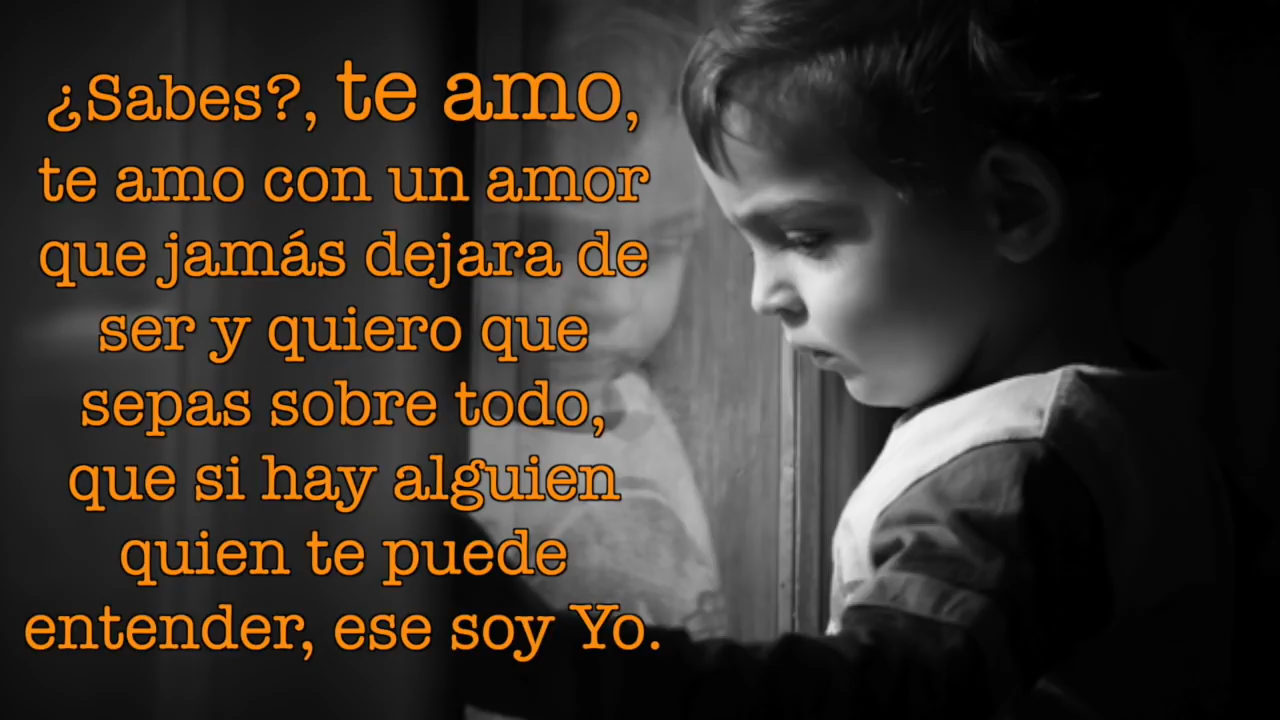 ¿Sabes?, te amo,
te amo con un amor
que jamás dejara de
ser y quiero que
sepas sobre todo,
que si hay alguien
quien te puede
entender, ese soy Yo.